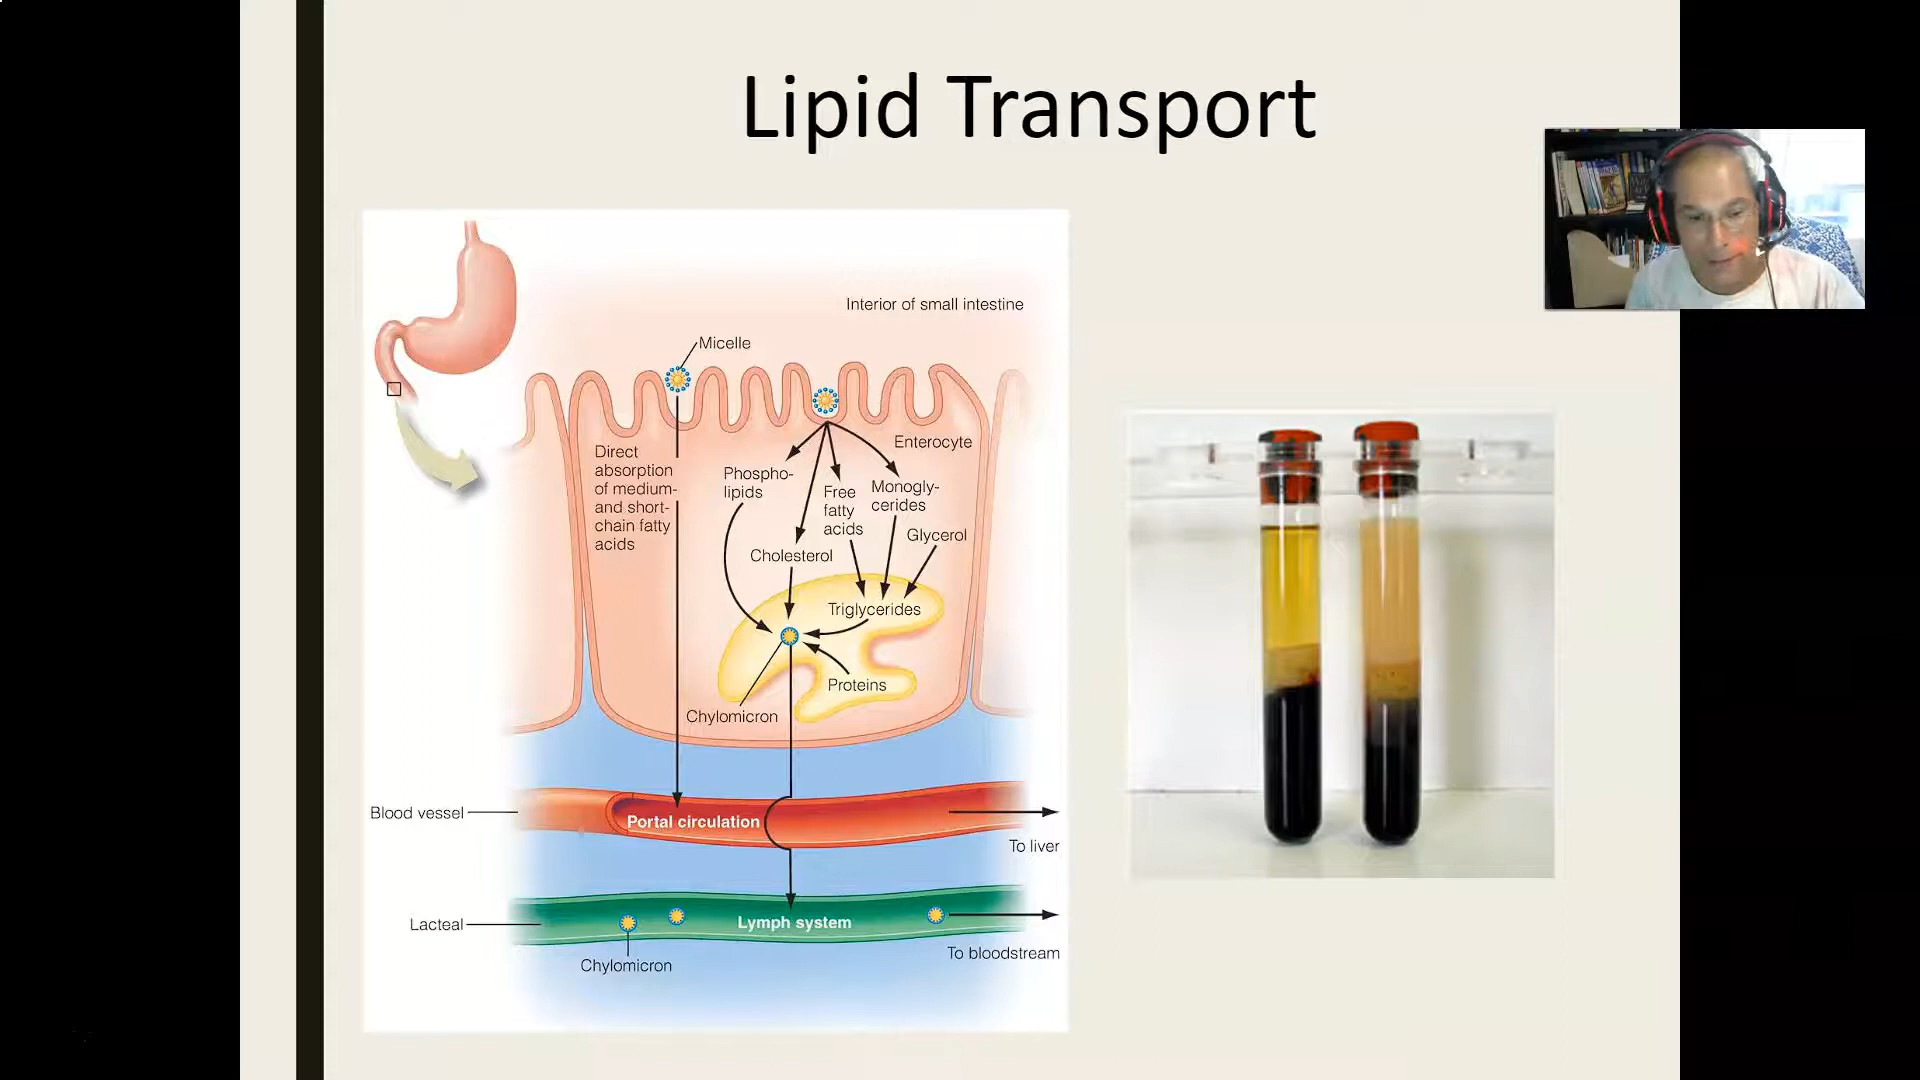 Lipid Transport
Interior of small intestine
Micelle
Enterocyte
Direct
absorption
of medium-
and short-
chain fatty
acids
Phospho-
lipids
Free
fatty
acids
Monogly-
cerides
Glycerol
Cholesterol
Triglycerides
Proteins
Chylomicron
Blood vessel
Portal circulation
To liver
Lacteal
Lymph system
To bloodstream
Chylomicron